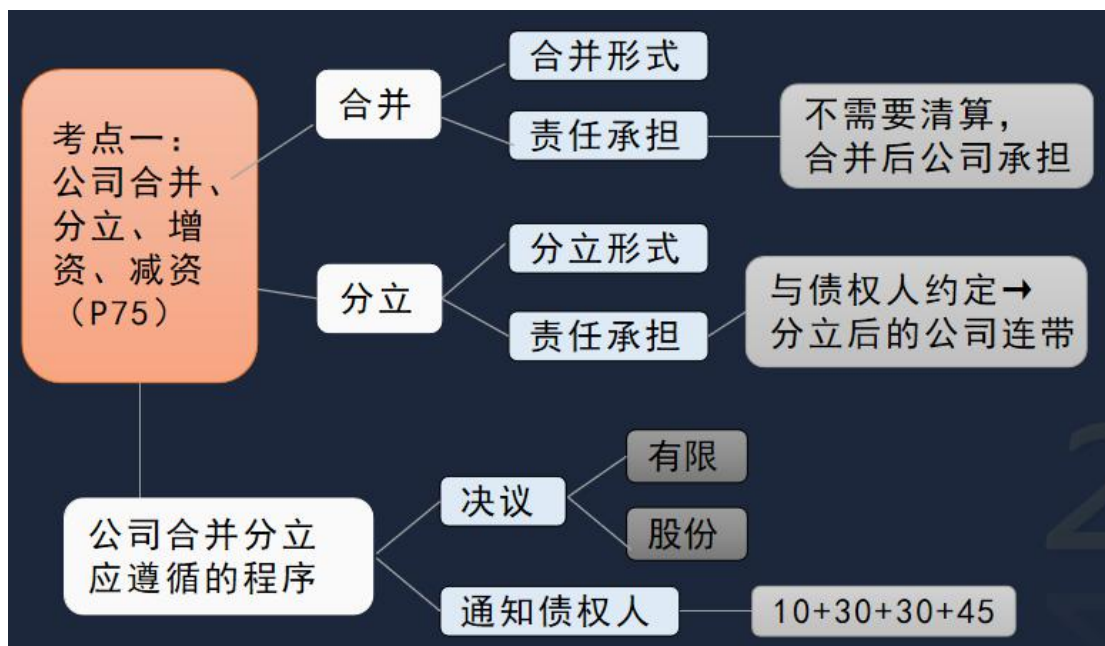 考点一：
公司合并、
分立、增
资、减资
（P75）
合并
合并形式
责任承担
不需要清算，
合并后公司承担
分立
分立形式
责任承担
与债权人约定→
分立后的公司连带
公司合并分立
应遵循的程序
决议
有限
股份
通知债权人
10+30+30+45